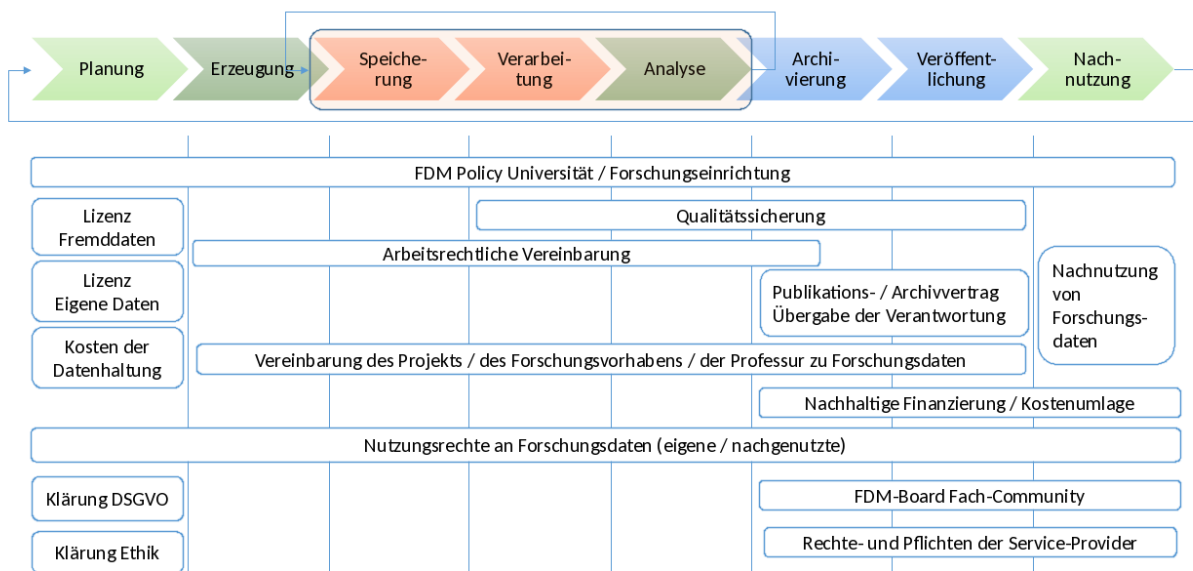 Planung
Erzeugung
Speiche-
rung
Verarbei-
tung
Analyse
Archi-
vierung
Veröffent-
lichung
Nach-
nutzung
FDM Policy Universität / Forschungseinrichtung
Lizenz
Fremddaten
Qualitätssicherung
Arbeitsrechtliche Vereinbarung
Lizenz
Eigene Daten
Publikations- / Archivvertrag
Übergabe der Verantwortung
Nachnutzung
von
Forschungs-
daten
Kosten der
Datenhaltung
Vereinbarung des Projekts / des Forschungsvorhabens / der Professur zu Forschungsdaten
Nachhaltige Finanzierung / Kostenumlage
Nutzungsrechte an Forschungsdaten (eigene / nachgenutzte)
Klärung DSGVO
FDM-Board Fach-Community
Klärung Ethik
Rechte- und Pflichten der Service-Provider